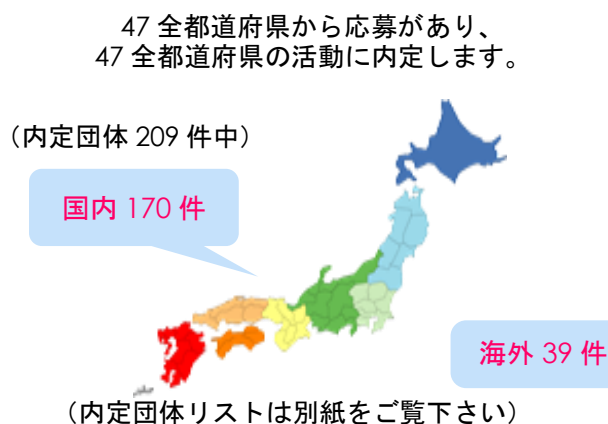 47 全都道府県から応募があり、
47 全都道府県の活動に内定します。
（内定団体 209 件中）
国内 170 件
海外 39 件
（内定団体リストは別紙をご覧下さい）